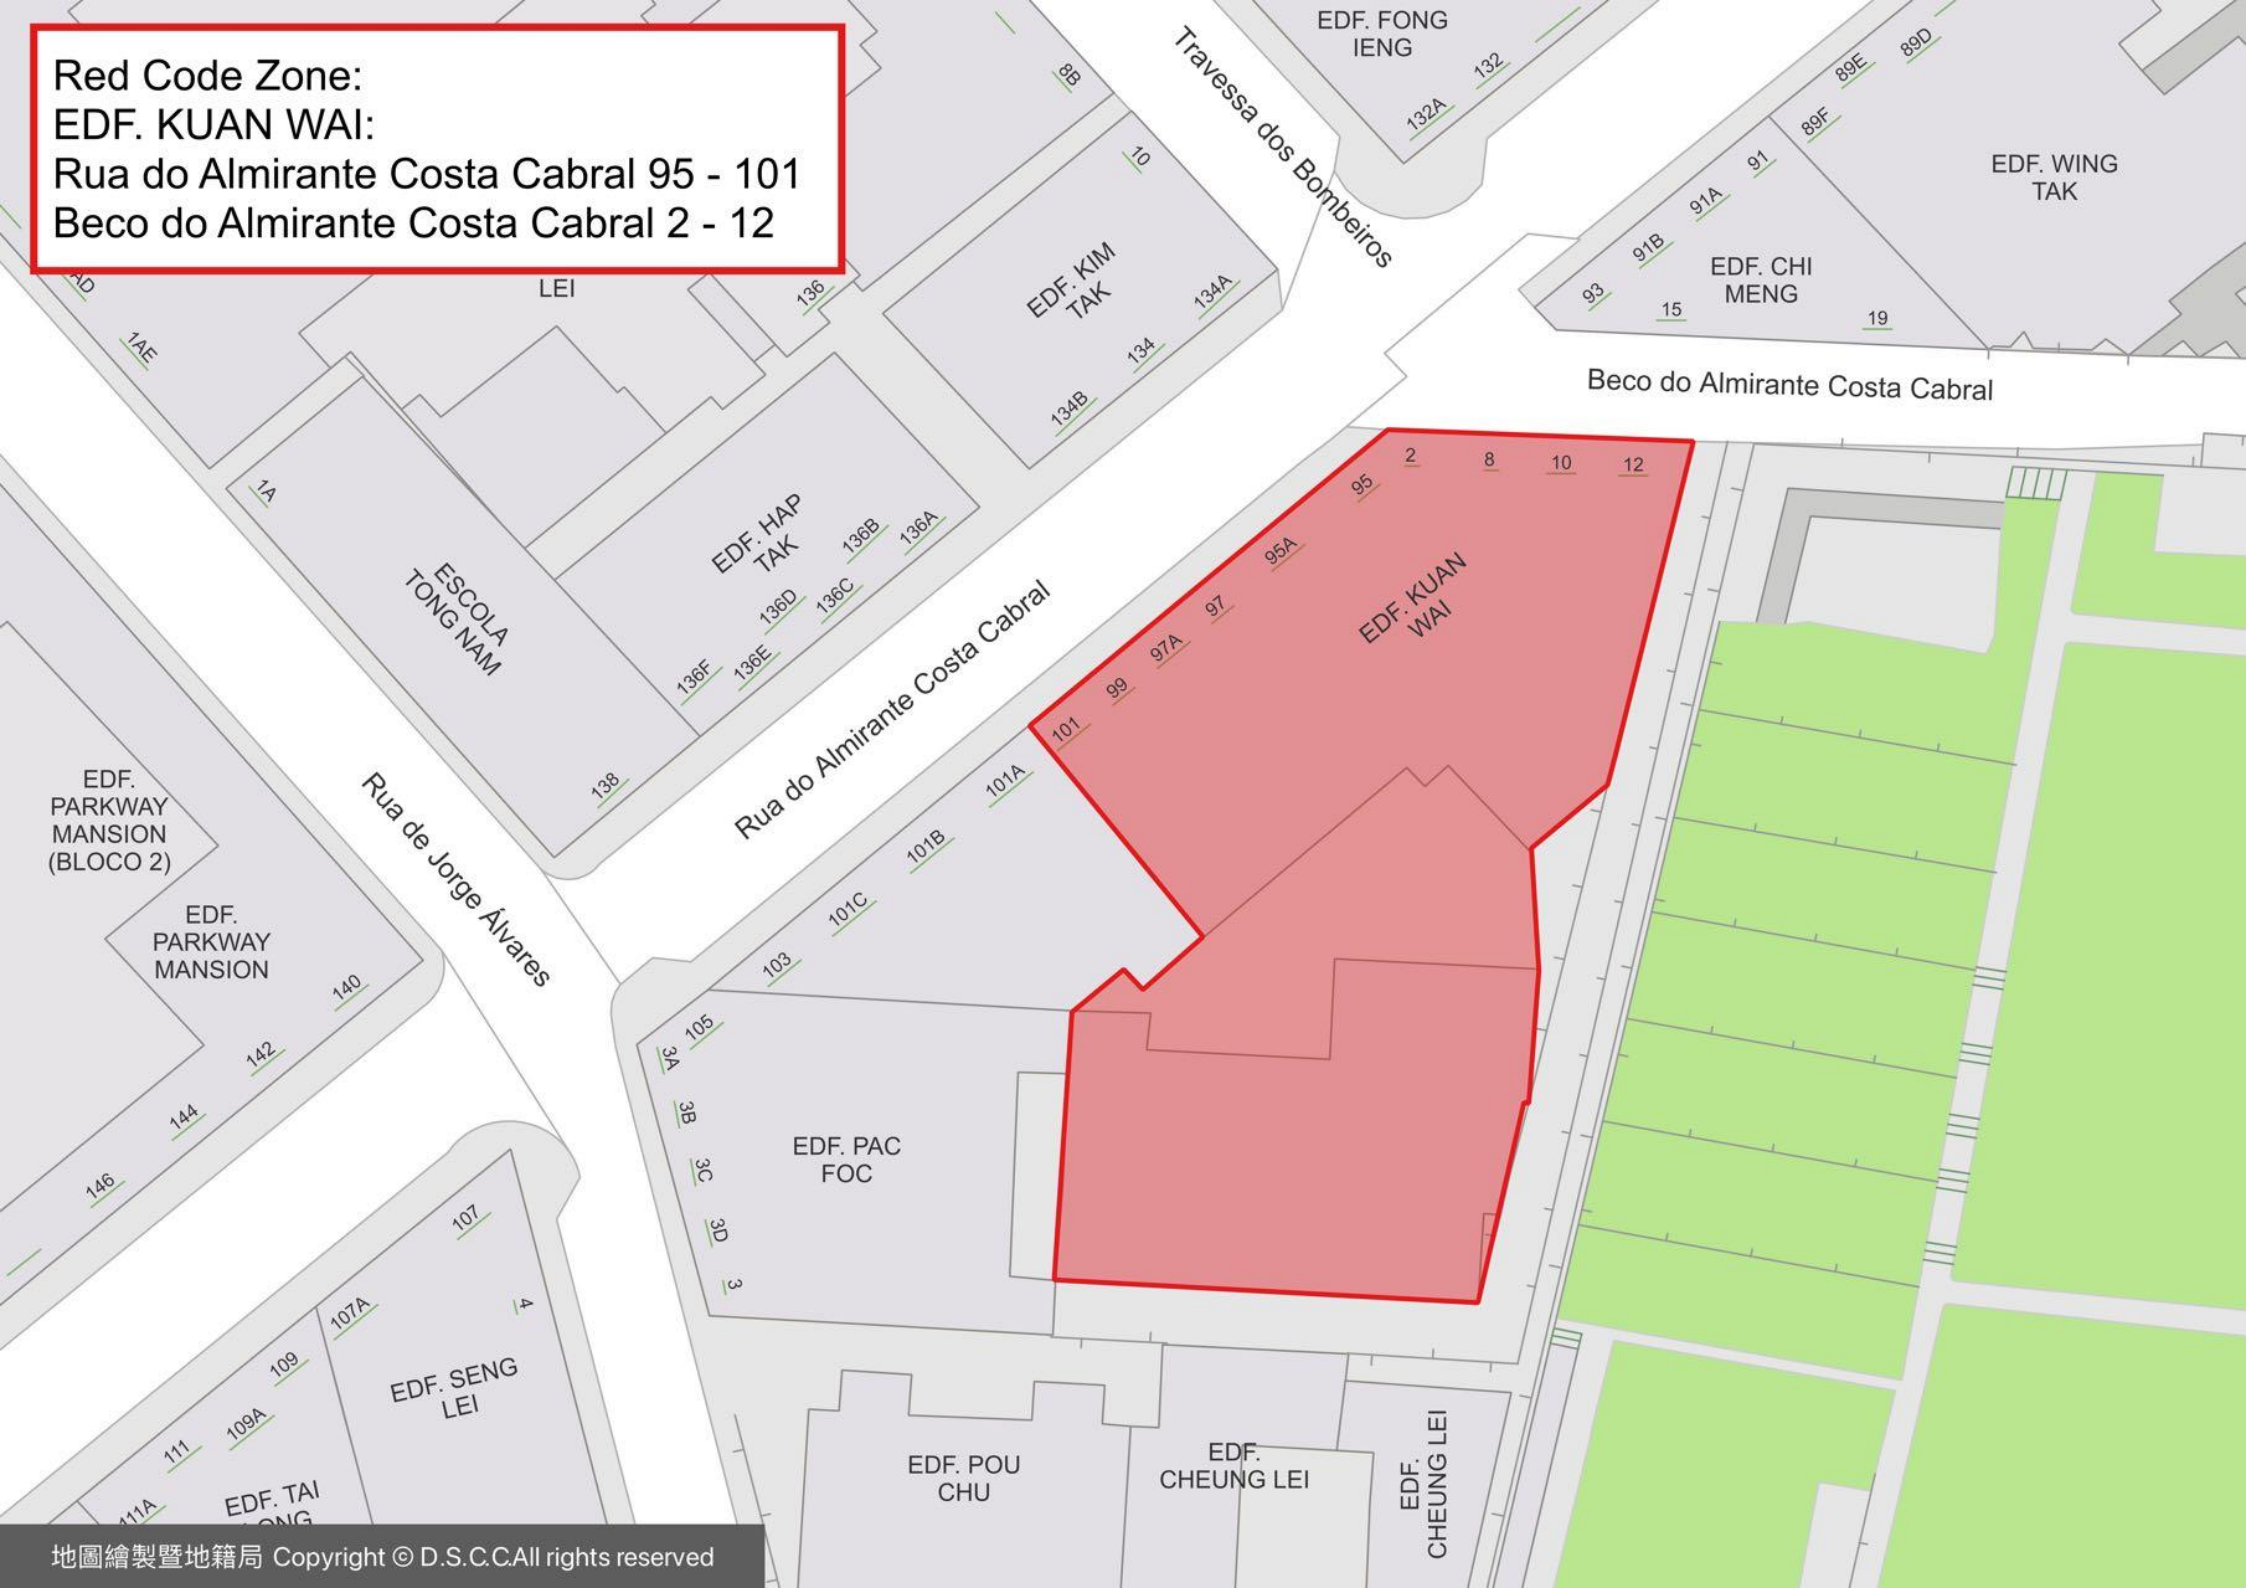 Red Code Zone:
EDF. KUAN WAI:
Rua do Almirante Costa Cabral 95 - 101
Beco do Almirante Costa Cabral 2 - 12
EDF. FONG
IENG
132
132A
Travessa dos Bombeiros
8B
10
89D
89E
89F
91
91A
91B
93
15
19
EDF. WING
TAK
EDF. CHI
MENG
Beco do Almirante Costa Cabral
AD
1AE
LEI
136
EDF. KIM
TAK
134A
134
134B
1A
ESCOLA
TONG NAM
138
EDF. HAP
TAK
136A
136B
136C
136D
136E
136F
Rua do Almirante Costa Cabral
2
8
10
12
95
95A
97
97A
99
101
EDF. KUAN
WAI
101A
101B
101C
103
105
3A
3B
3C
3D
3
EDF. PAC
FOC
Rua de Jorge Álvares
EDF.
PARKWAY
MANSION
(BLOCO 2)
EDF.
PARKWAY
MANSION
140
142
144
146
107
107A
4
109
109A
111
111A
EDF. SENG
LEI
EDF. TAI
EDF. POU
CHU
EDF.
CHEUNG LEI
EDF.
CHEUNG LEI
地圖繪製暨地籍局 Copyright © D.S.C.C.All rights reserved